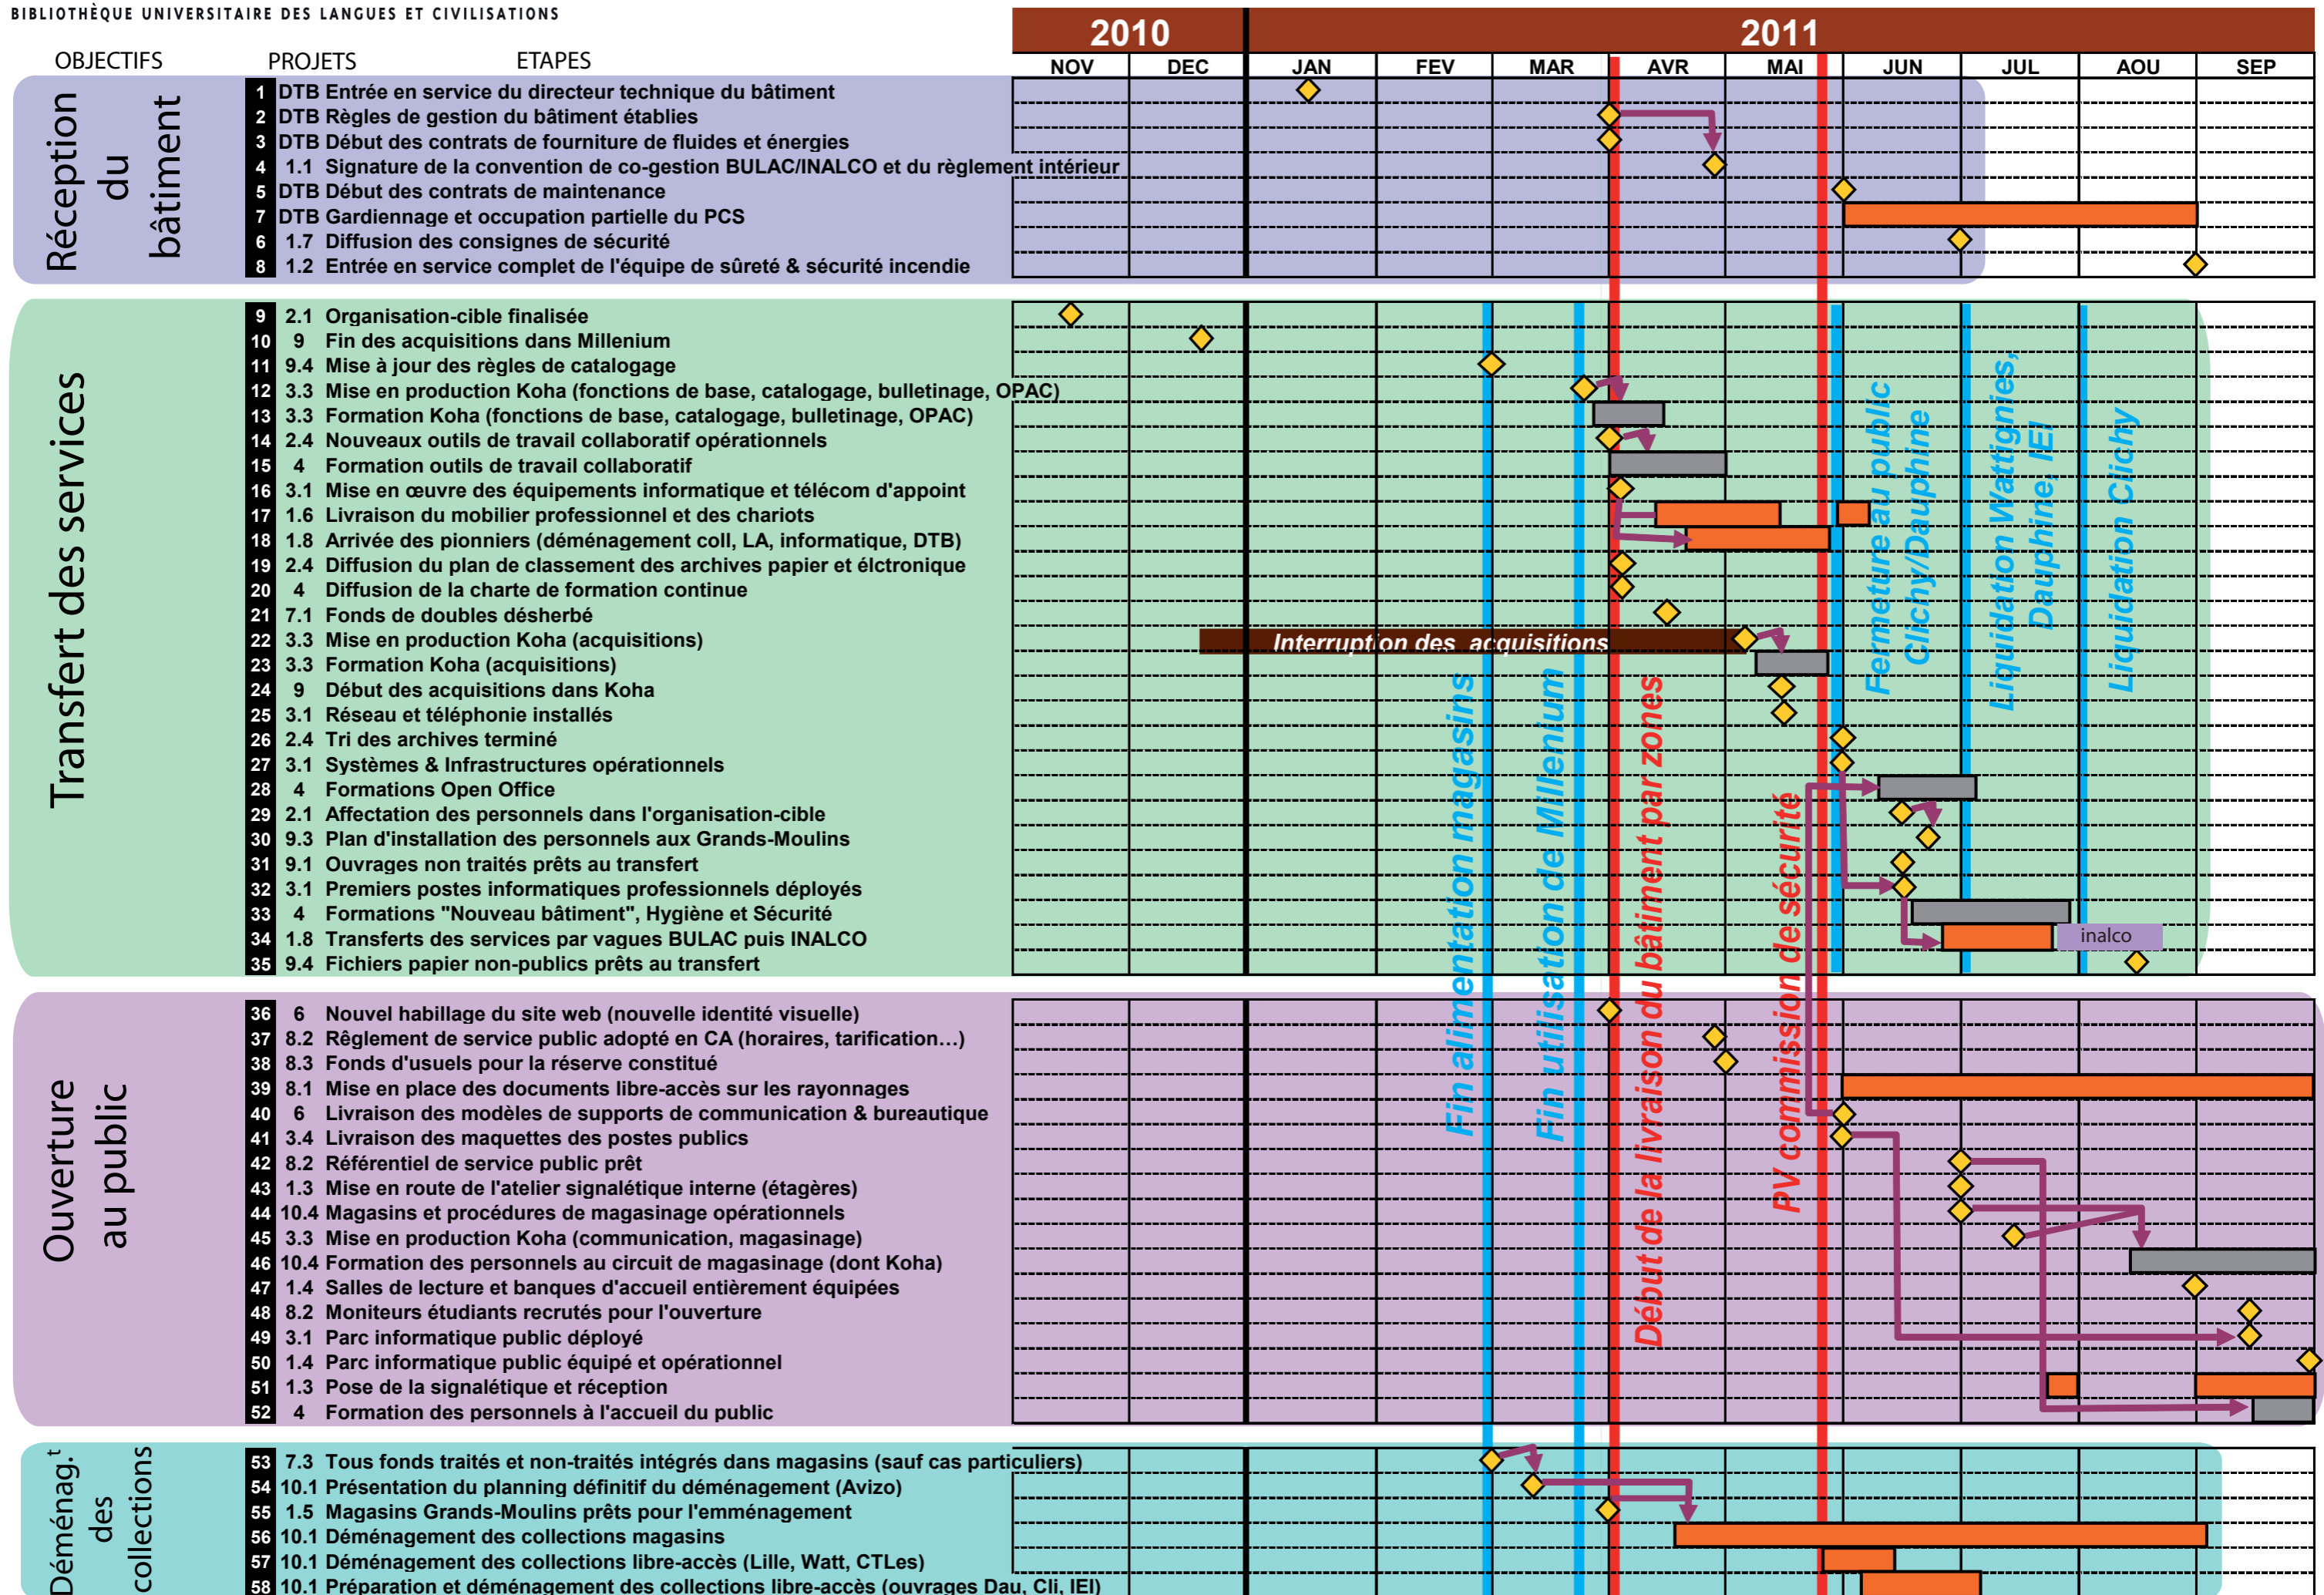 BIBLIOTHÈQUE UNIVERSITAIRE DES LANGUES ET CIVILISATIONS
2010 2011
OBJECTIFS PROJETS ETAPES
NOV DEC JAN FEV MAR AVR MAI JUN JUL AOU SEP
Réception
du
bâtiment
1 DTB Entrée en service du directeur technique du bâtiment
2 DTB Règles de gestion du bâtiment établies
3 DTB Début des contrats de fourniture de fluides et énergies
4 1.1 Signature de la convention de co-gestion BULAC/INALCO et du règlement intérieur
5 DTB Début des contrats de maintenance
7 DTB Gardiennage et occupation partielle du PCS
6 1.7 Diffusion des consignes de sécurité
8 1.2 Entrée en service complet de l'équipe de sûreté & sécurité incendie
Transfert des services
9 2.1 Organisation-cible finalisée
10 9 Fin des acquisitions dans Millenium
11 9.4 Mise à jour des règles de catalogage
12 3.3 Mise en production Koha (fonctions de base, catalogage, bulletinage, OPAC)
13 3.3 Formation Koha (fonctions de base, catalogage, bulletinage, OPAC)
14 2.4 Nouveaux outils de travail collaboratif opérationnels
15 4 Formation outils de travail collaboratif
16 3.1 Mise en œuvre des équipements informatique et télécom d'appoint
17 1.6 Livraison du mobilier professionnel et des chariots
18 1.8 Arrivée des pionniers (déménagement coll, LA, informatique, DTB)
19 2.4 Diffusion du plan de classement des archives papier et élctronique
20 4 Diffusion de la charte de formation continue
21 7.1 Fonds de doubles désherbé
22 3.3 Mise en production Koha (acquisitions)
Interruption des acquisitions
23 3.3 Formation Koha (acquisitions)
24 9 Début des acquisitions dans Koha
25 3.1 Réseau et téléphonie installés
26 2.4 Tri des archives terminé
27 3.1 Systèmes & Infrastructures opérationnels
28 4 Formations Open Office
29 2.1 Affectation des personnels dans l'organisation-cible
30 9.3 Plan d'installation des personnels aux Grands-Moulins
31 9.1 Ouvrages non traités prêts au transfert
32 3.1 Premiers postes informatiques professionnels déployés
33 4 Formations "Nouveau bâtiment", Hygiène et Sécurité
34 1.8 Transferts des services par vagues BULAC puis INALCO
inalco
35 9.4 Fichiers papier non-publics prêts au transfert
Fin alimentation magasins
Fin utilisation de Millenium
Début de la livraison du bâtiment par zones
PV commission de sécurité
Fermeture au public
Clichy/Dauphine
Liquidation Wattignies,
Dauphine, IEI
Liquidation Clichy
Ouverture
au public
36 6 Nouvel habillage du site web (nouvelle identité visuelle)
37 8.2 Rêglement de service public adopté en CA (horaires, tarification…)
38 8.3 Fonds d'usuels pour la réserve constitué
39 8.1 Mise en place des documents libre-accès sur les rayonnages
40 6 Livraison des modèles de supports de communication & bureautique
41 3.4 Livraison des maquettes des postes publics
42 8.2 Référentiel de service public prêt
43 1.3 Mise en route de l'atelier signalétique interne (étagères)
44 10.4 Magasins et procédures de magasinage opérationnels
45 3.3 Mise en production Koha (communication, magasinage)
46 10.4 Formation des personnels au circuit de magasinage (dont Koha)
47 1.4 Salles de lecture et banques d'accueil entièrement équipées
48 8.2 Moniteurs étudiants recrutés pour l'ouverture
49 3.1 Parc informatique public déployé
50 1.4 Parc informatique public équipé et opérationnel
51 1.3 Pose de la signalétique et réception
52 4 Formation des personnels à l'accueil du public
Déménag.t
des
collections
53 7.3 Tous fonds traités et non-traités intégrés dans magasins (sauf cas particuliers)
54 10.1 Présentation du planning définitif du déménagement (Avizo)
55 1.5 Magasins Grands-Moulins prêts pour l'emménagement
56 10.1 Déménagement des collections magasins
57 10.1 Déménagement des collections libre-accès (Lille, Watt, CTLes)
58 10.1 Préparation et déménagement des collections libre-accès (ouvrages Dau, Cli, IEI)